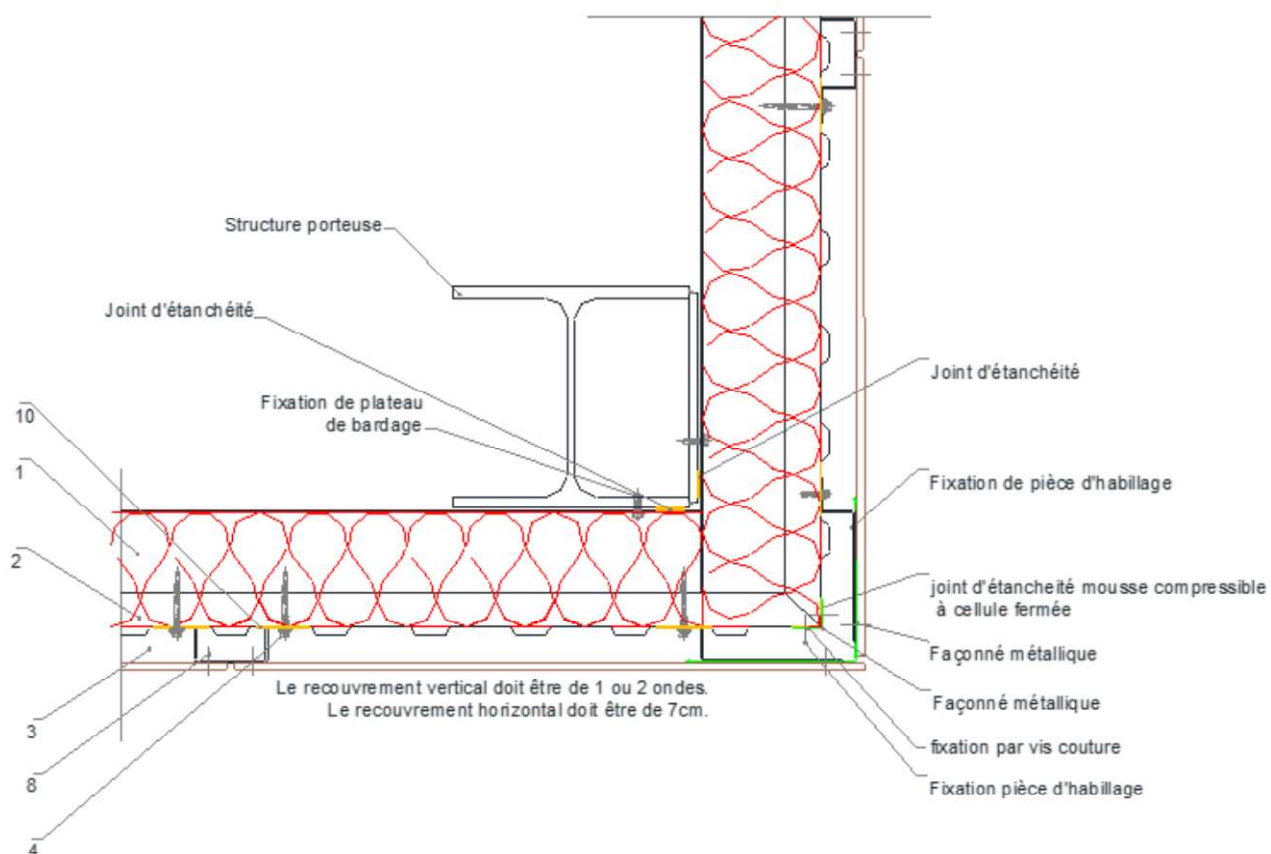 Structure porteuse
Joint d'étanchéité
Fixation de plateau
de bardage
10
1
2
3
8
4
Le recouvrement vertical doit être de 1 ou 2 ondes.
Le recouvrement horizontal doit être de 7cm.
Joint d'étanchéité
Fixation de pièce d'habillage
joint d'étancheité mousse compressible
à cellule fermée
Façonné métallique
Façonné métallique
fixation par vis couture
Fixation pièce d'habillage